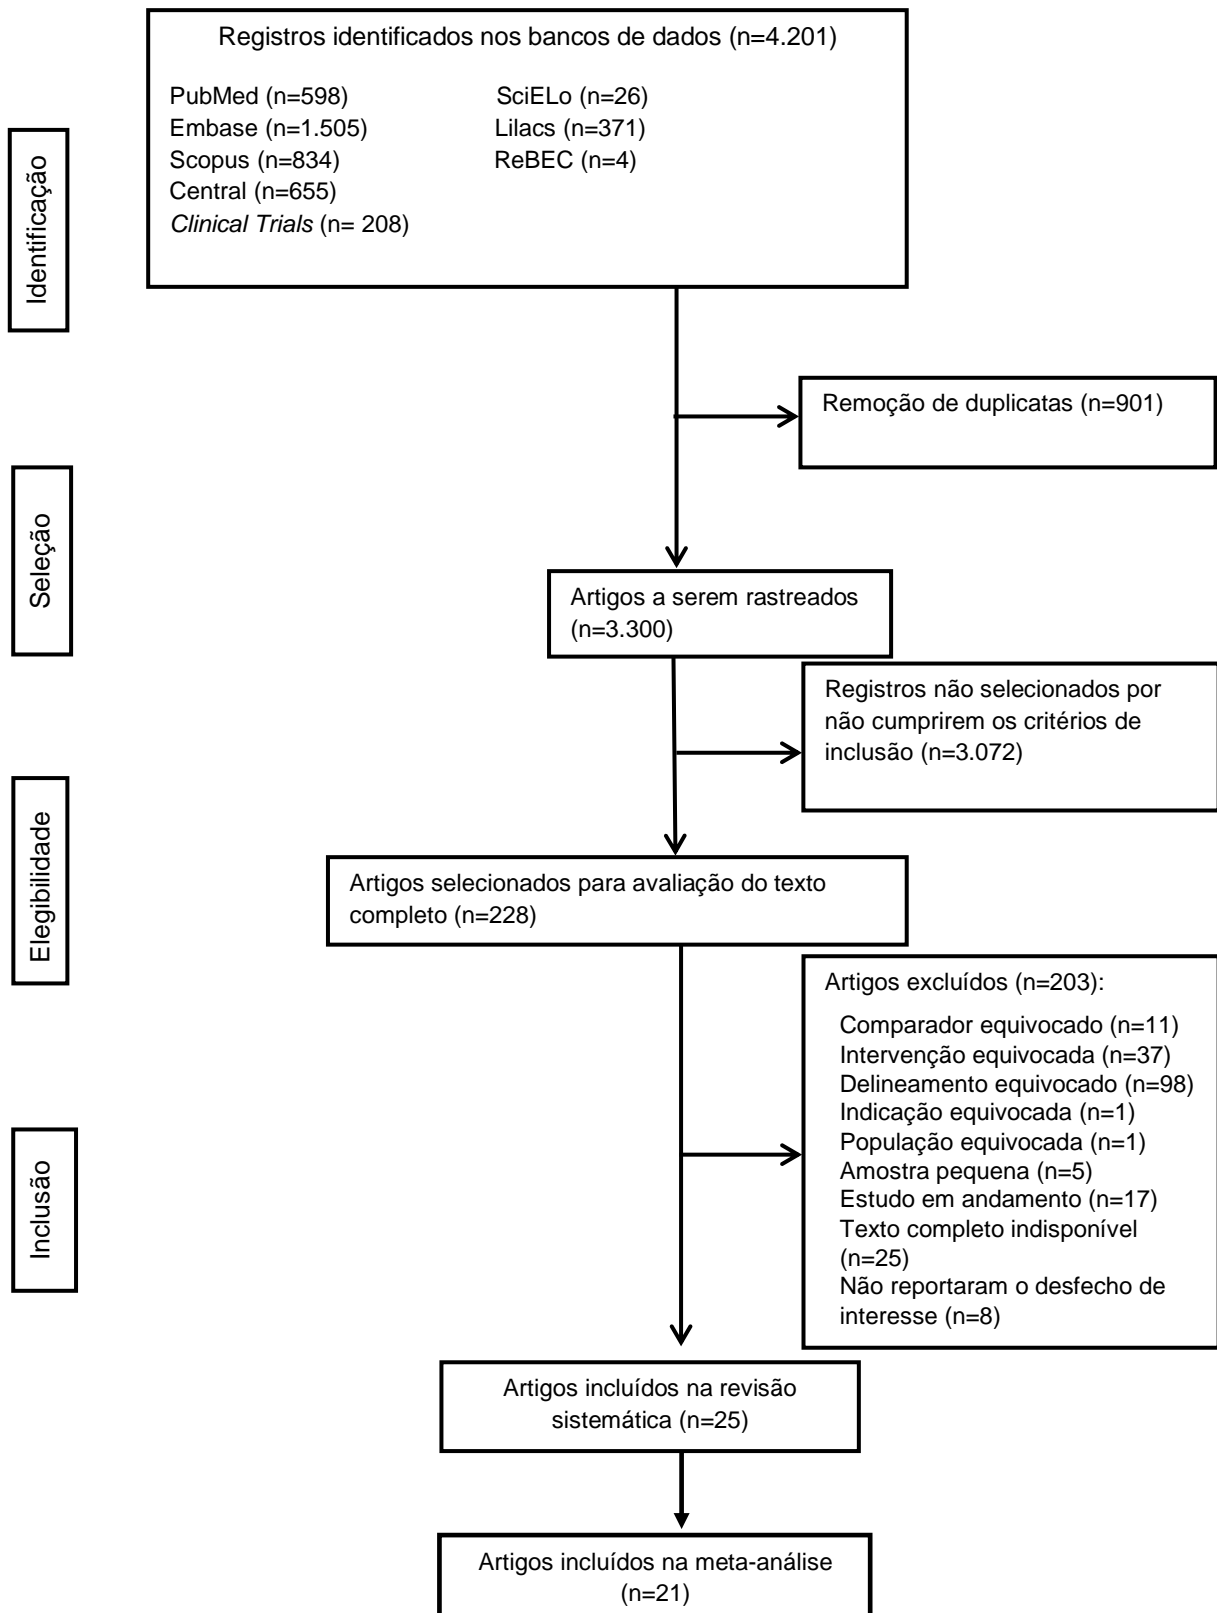 Registros identificados nos bancos de dados (n=4.201)
PubMed (n=598)
Embase (n=1.505)
Scopus (n=834)
Central (n=655)
Clinical Trials (n= 208)
SciELo (n=26)
Lilacs (n=371)
ReBEC (n=4)
Identificação
Remoção de duplicatas (n=901)
Seleção
Artigos a serem rastreados
(n=3.300)
Registros não selecionados por
não cumprirem os critérios de
inclusão (n=3.072)
Elegibilidade
Artigos selecionados para avaliação do texto
completo (n=228)
Artigos excluídos (n=203):
Comparador equivocado (n=11)
Intervenção equivocada (n=37)
Delineamento equivocado (n=98)
Indicação equivocada (n=1)
População equivocada (n=1)
Amostra pequena (n=5)
Estudo em andamento (n=17)
Texto completo indisponível
(n=25)
Não reportaram o desfecho de
interesse (n=8)
Inclusão
Artigos incluídos na revisão
sistemática (n=25)
Artigos incluídos na meta-análise
(n=21)